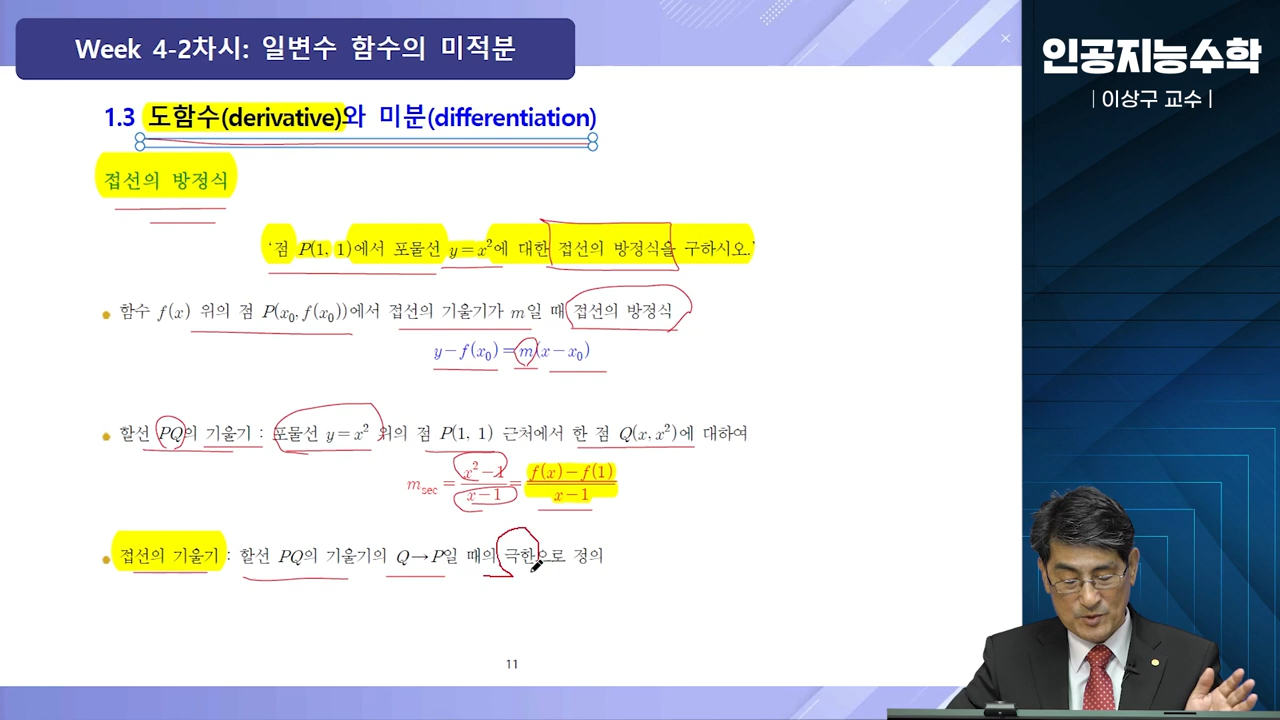 Week 4-2차시: 일변수 함수의 미적분
인공지능수학
| 이상구 교수 |
1.3 도함수(derivative)와 미분(differentiation)
접선의 방정식
‘점 P(1, 1)에서 포물선 y = x²에 대한 접선의 방정식을 구하시오.’
함수 f(x) 위의 점 P(x₀, f(x₀))에서 접선의 기울기가 m일 때 접선의 방정식
y − f(x₀) = m(x − x₀)
할선 PQ의 기울기 : 포물선 y = x² 위의 점 P(1, 1) 근처에서 한 점 Q(x, x²)에 대하여
m_sec = (x² − 1)/(x − 1) = (f(x) − f(1))/(x − 1)
접선의 기울기 : 할선 PQ의 기울기의 Q→P일 때의 극한으로 정의
11